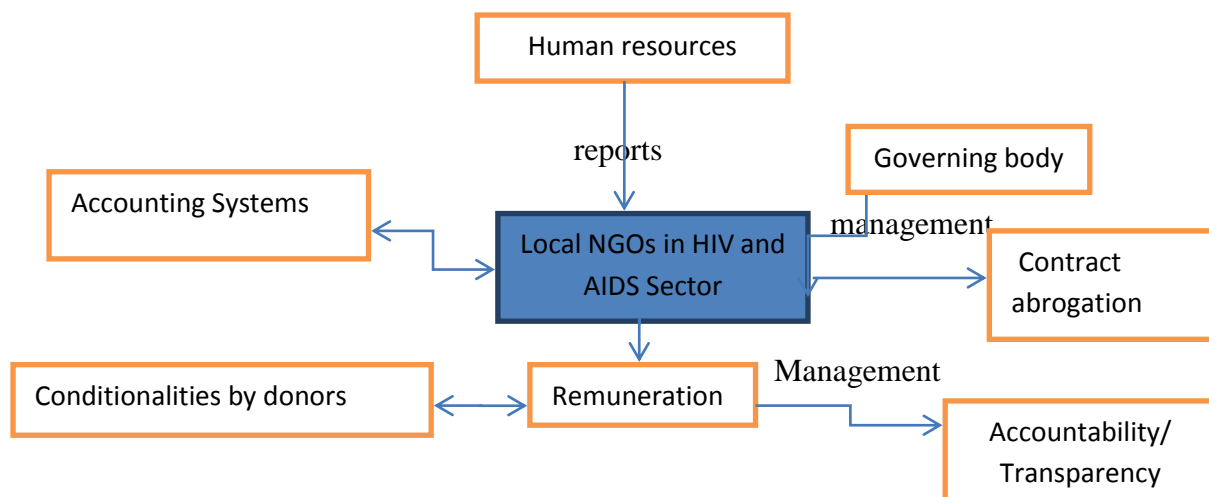 Human resources
reports
Governing body
Accounting Systems
management
Local NGOs in HIV and
AIDS Sector
Contract
abrogation
Management
Conditionalities by donors
Remuneration
Accountability/
Transparency